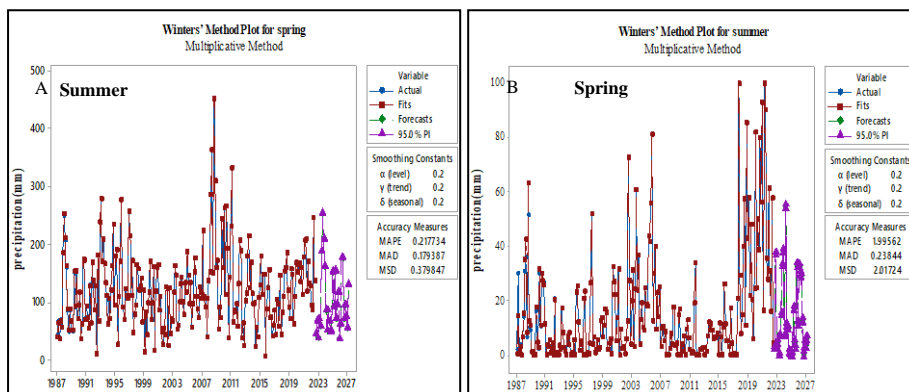 Winters' Method Plot for spring
Multiplicative Method
A Summer
precipitation(mm)
500
400
300
200
100
0
1987 1991 1995 1999 2003 2007 2011 2015 2019 2023 2027
Variable
Actual
Fits
Forecasts
95.0% PI
Smoothing Constants
α (level) 0.2
γ (trend) 0.2
δ (seasonal) 0.2
Accuracy Measures
MAPE 0.217734
MAD 0.179387
MSD 0.379847
Winters' Method Plot for summer
Multiplicative Method
B Spring
precipitation(mm)
100
80
60
40
20
0
1987 1991 1995 1999 2003 2007 2011 2015 2019 2023 2027
Variable
Actual
Fits
Forecasts
95.0% PI
Smoothing Constants
α (level) 0.2
γ (trend) 0.2
δ (seasonal) 0.2
Accuracy Measures
MAPE 1.99562
MAD 0.23844
MSD 2.01724